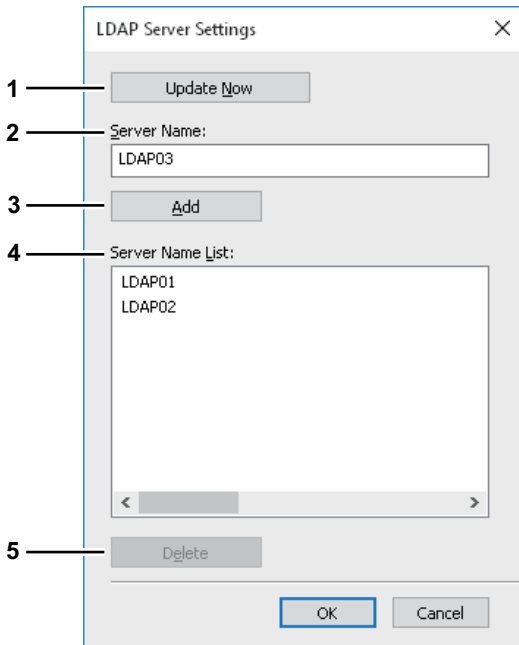 LDAP Server Settings
1 Update Now
2 Server Name:
LDAP03
3 Add
4 Server Name List:
LDAP01
LDAP02
5 Delete
OK Cancel